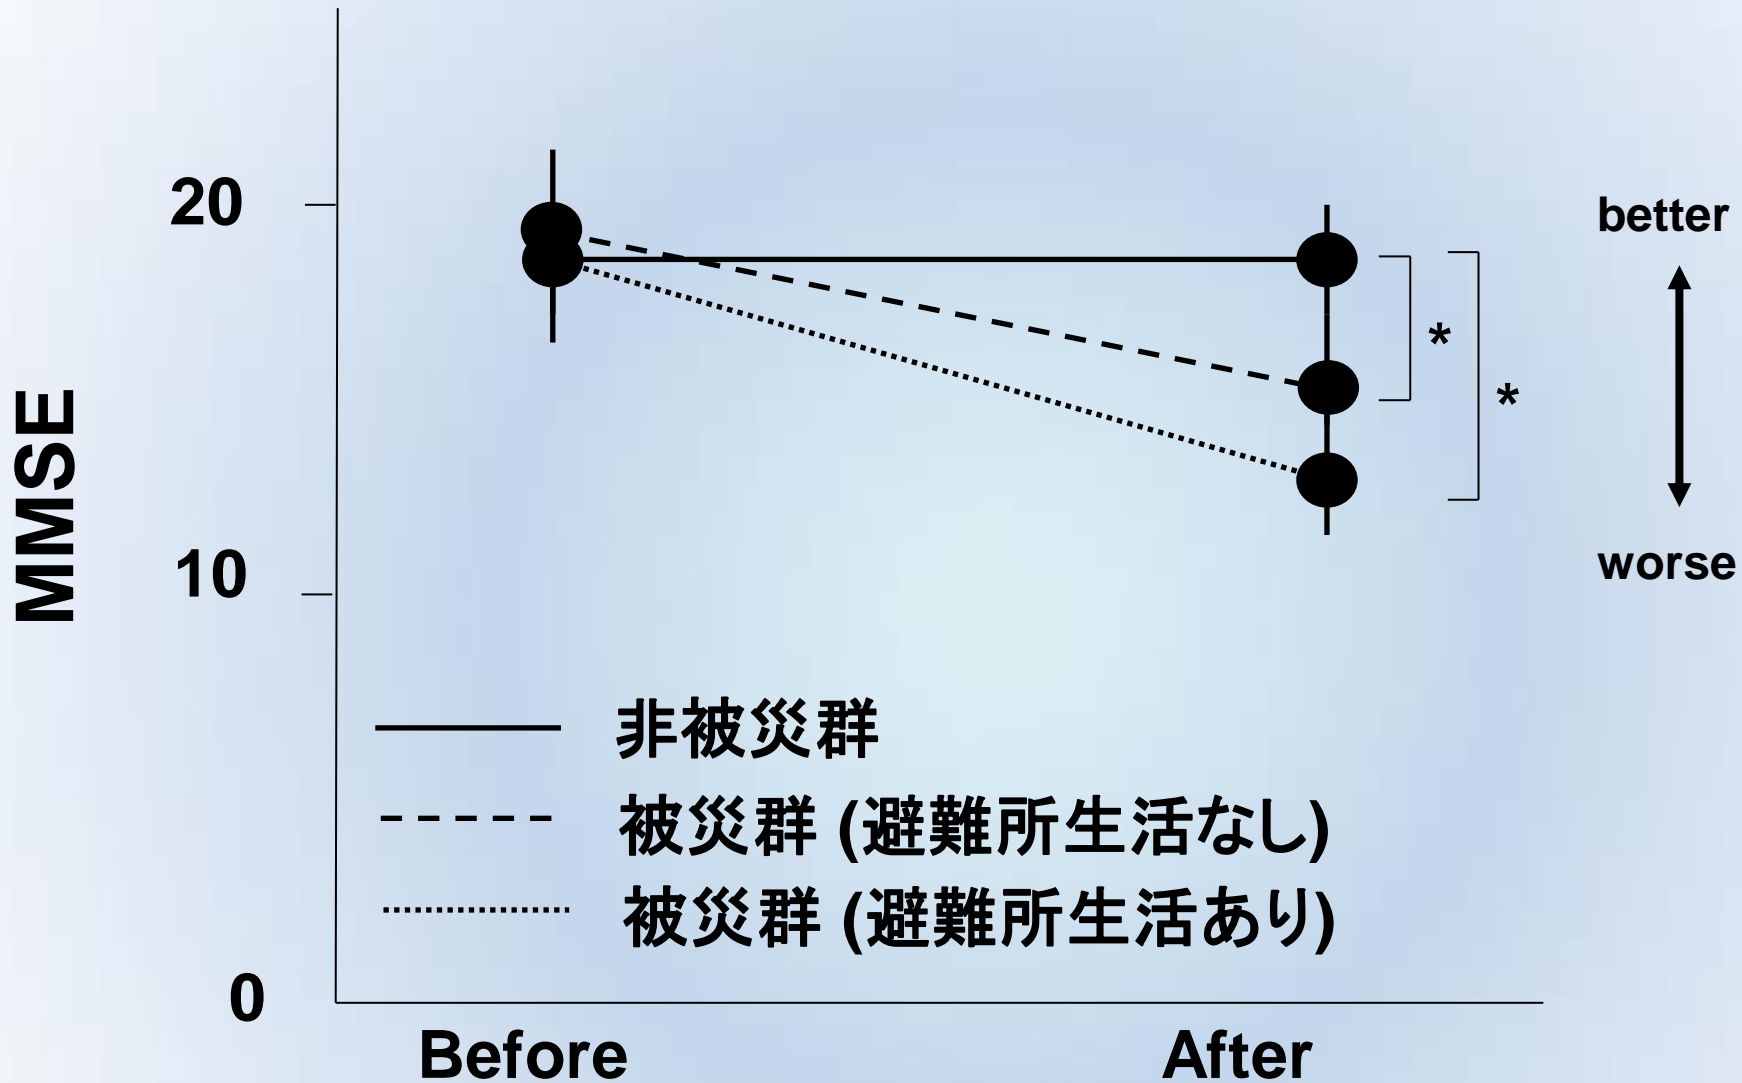 MMSE
20
10
0
better
worse
*
*
非被災群
被災群 (避難所生活なし)
被災群 (避難所生活あり)
Before
After